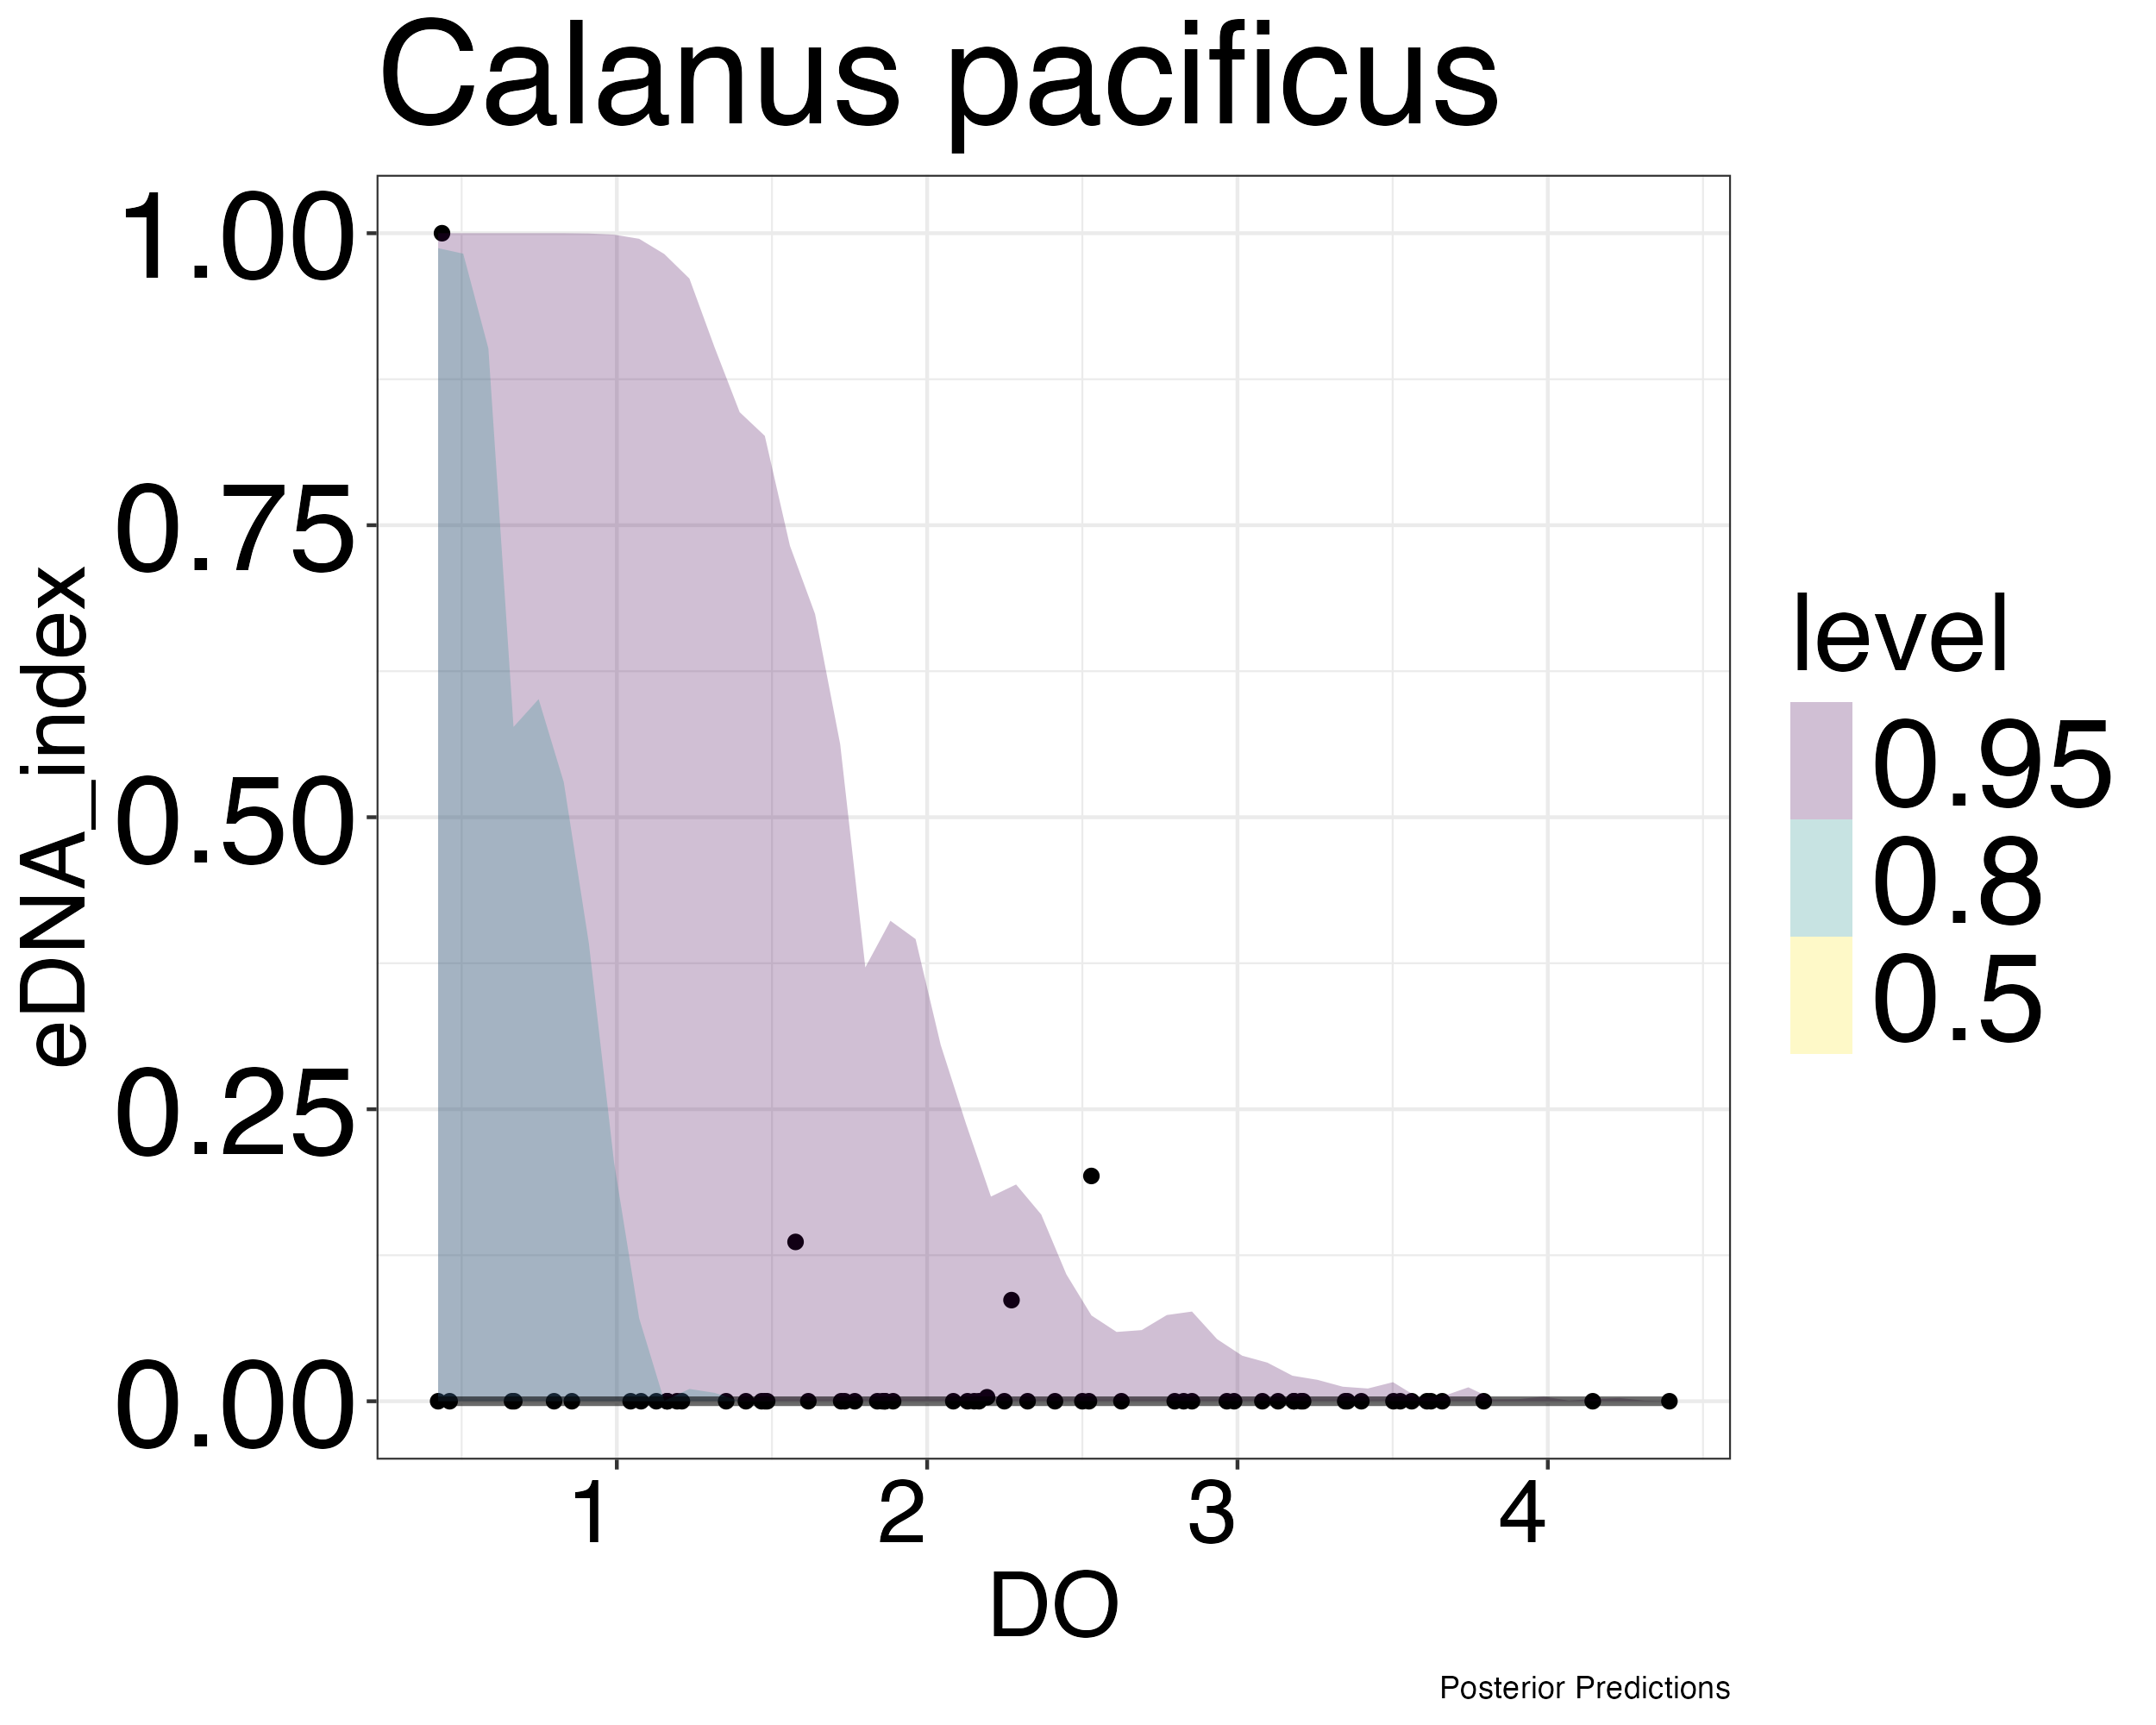 Calanus pacificus
1.00
0.75
0.50
0.25
0.00
eDNA_index
1 2 3 4
DO
level
0.95
0.8
0.5
Posterior Predictions